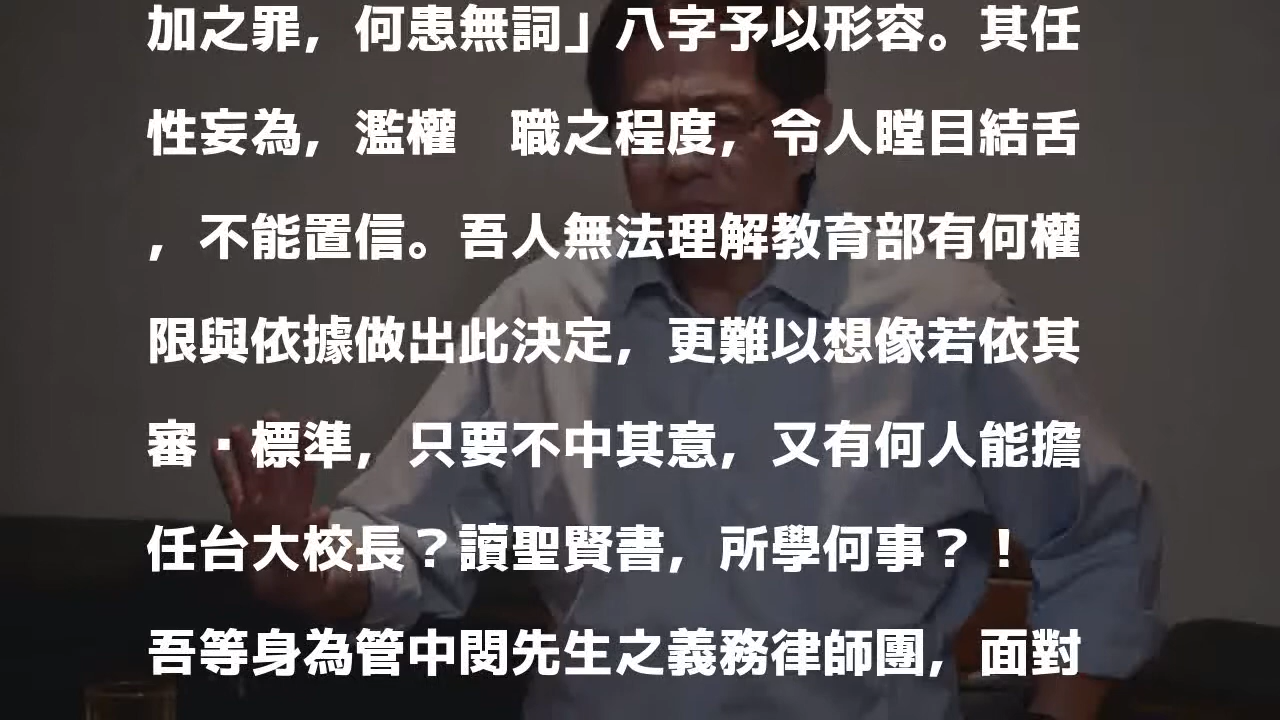 加之罪，何患無詞」八字予以形容。其任
性妄為，濫權　職之程度，令人瞠目結舌
，不能置信。吾人無法理解教育部有何權
限與依據做出此決定，更難以想像若依其
審·標準，只要不中其意，又有何人能擔
任台大校長？讀聖賢書，所學何事？！
吾等身為管中閔先生之義務律師團，面對